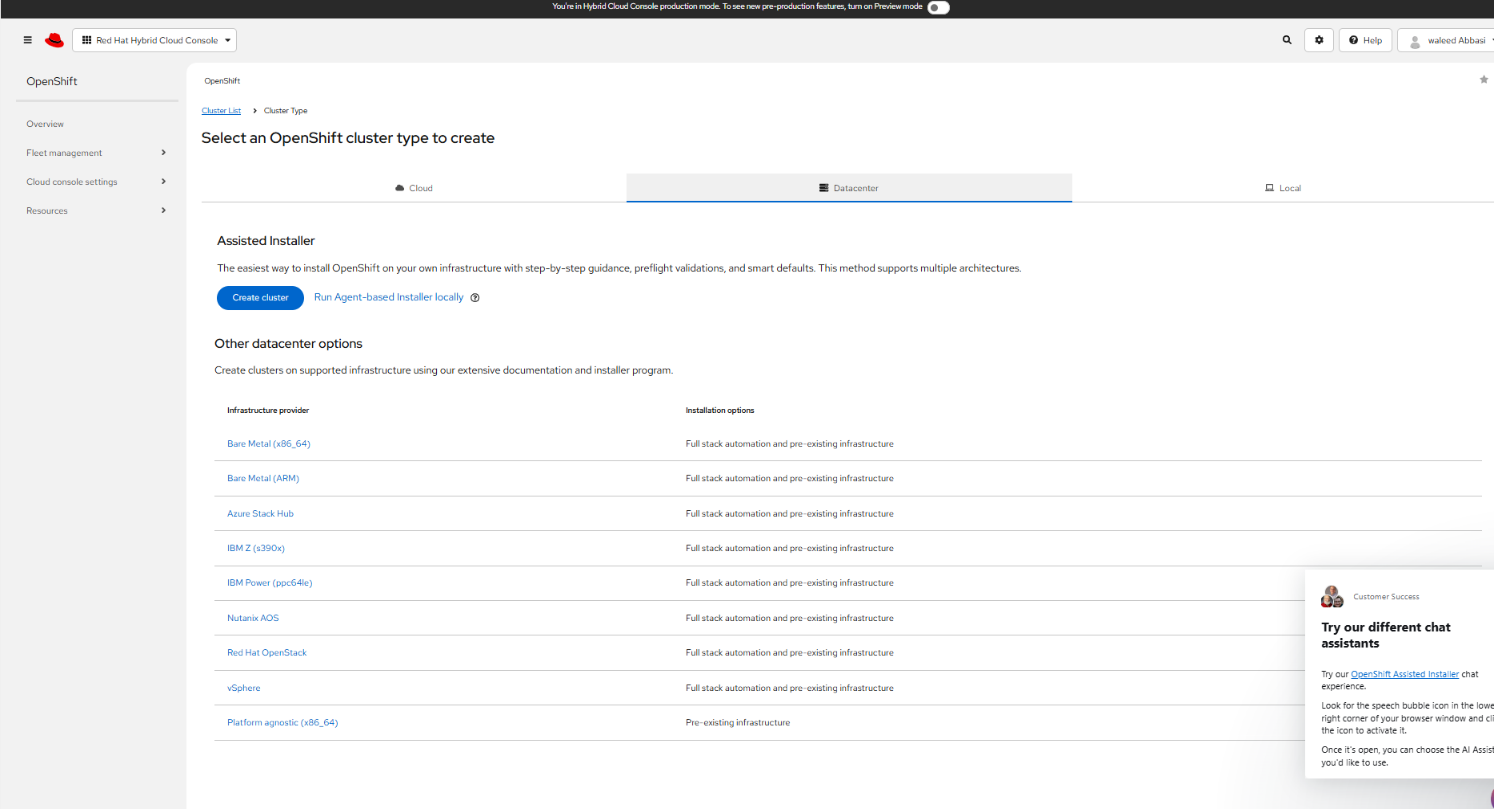 You're in Hybrid Cloud Console production mode. To see new pre-production features, turn on Preview mode
Red Hat Hybrid Cloud Console
Help
waleed Abbasi
OpenShift
Overview
Fleet management
Cloud console settings
Resources
OpenShift
Cluster List > Cluster Type
Select an OpenShift cluster type to create
Cloud
Datacenter
Local
Assisted Installer
The easiest way to install OpenShift on your own infrastructure with step-by-step guidance, preflight validations, and smart defaults. This method supports multiple architectures.
Create cluster
Run Agent-based Installer locally
Other datacenter options
Create clusters on supported infrastructure using our extensive documentation and installer program.
Infrastructure provider Installation options
Bare Metal (x86_64) Full stack automation and pre-existing infrastructure
Bare Metal (ARM) Full stack automation and pre-existing infrastructure
Azure Stack Hub Full stack automation and pre-existing infrastructure
IBM Z (s390x) Full stack automation and pre-existing infrastructure
IBM Power (ppc64le) Full stack automation and pre-existing infrastructure
Nutanix AOS Full stack automation and pre-existing infrastructure
Red Hat OpenStack Full stack automation and pre-existing infrastructure
vSphere Full stack automation and pre-existing infrastructure
Platform agnostic (x86_64) Pre-existing infrastructure
Customer Success
Try our different chat
assistants
Try our OpenShift Assisted Installer chat
experience.
Look for the speech bubble icon in the
right corner of your browser window and
the icon to activate it.
Once it's open, you can choose the AI
you'd like to use.